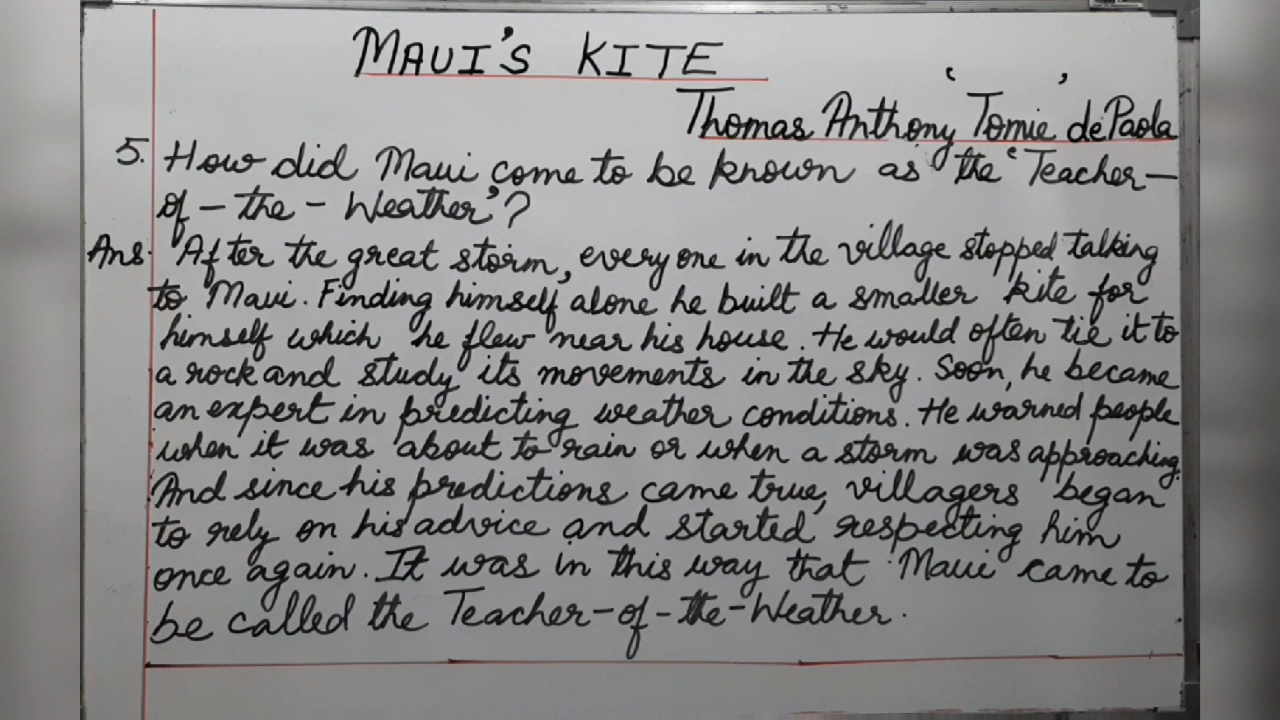 MAUI'S KITE
Thomas Anthony 'Tomie' dePaola
5. How did Maui come to be known as the 'Teacher-
of-the-Weather'?
Ans. After the great storm, everyone in the village stopped talking
to Maui. Finding himself alone he built a smaller kite for
himself which he flew near his house. He would often tie it to
a rock and study its movements in the sky. Soon, he became
an expert in predicting weather conditions. He warned people
when it was about to rain or when a storm was approaching.
And since his predictions came true, villagers began
to rely on his advice and started respecting him
once again. It was in this way that Maui came to
be called the Teacher-of-the-Weather.